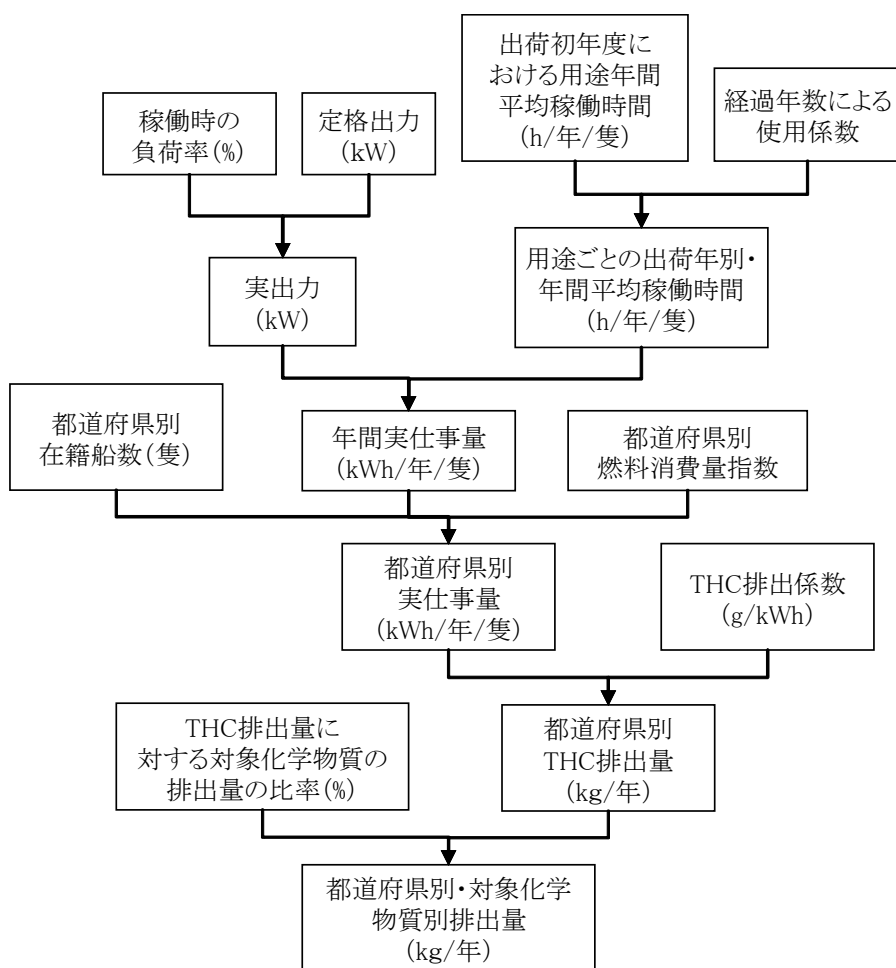 出荷初年度に
おける用途年間
平均稼働時間
(h/年/隻)
稼働時の
負荷率(%)
定格出力
(kW)
経過年数による
使用係数
実出力
(kW)
用途ごとの出荷年別・
年間平均稼働時間
(h/年/隻)
都道府県別
在籍船数(隻)
年間実仕事量
(kWh/年/隻)
都道府県別
燃料消費量指数
都道府県別
実仕事量
(kWh/年/隻)
THC排出係数
(g/kWh)
THC排出量に
対する対象化学物質の
排出量の比率(%)
都道府県別
THC排出量
(kg/年)
都道府県別・対象化学
物質別排出量
(kg/年)